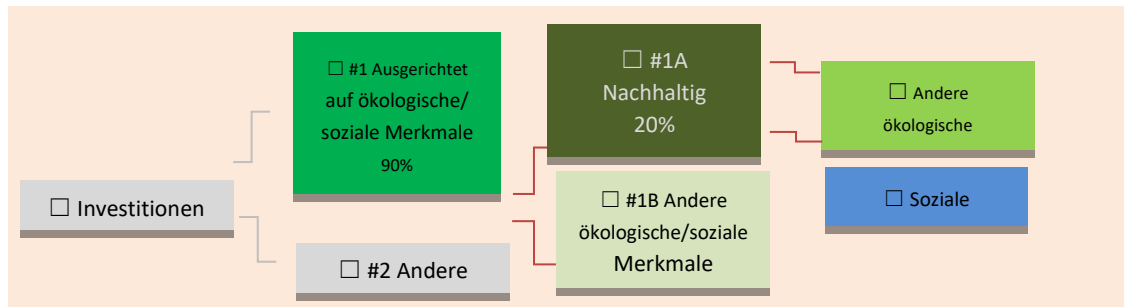 ☐ Investitionen
☐ #1 Ausgerichtet
auf ökologische/
soziale Merkmale
90%
☐ #2 Andere
☐ #1A
Nachhaltig
20%
☐ #1B Andere
ökologische/soziale
Merkmale
☐ Andere
ökologische
☐ Soziale